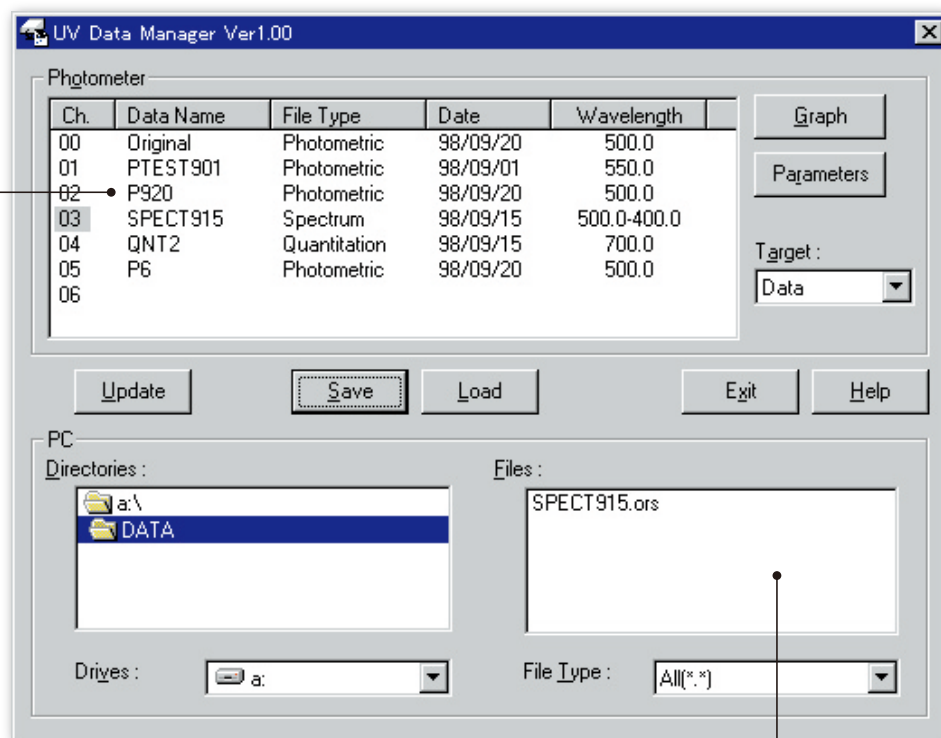 UV Data Manager Ver1.00
Photometer
Ch. Data Name File Type Date Wavelength
00 Original Photometric 98/09/20 500.0
01 PTEST901 Photometric 98/09/01 550.0
02 P920 Photometric 98/09/20 500.0
03 SPECT915 Spectrum 98/09/15 500.0-400.0
04 QNT2 Quantitation 98/09/15 700.0
05 P6 Photometric 98/09/20 500.0
06
Graph
Parameters
Target :
Data
Update Save Load Exit Help
PC
Directories : Files :
a:\ SPECT915.ors
DATA
Drives : a: File Type : All(*.*)